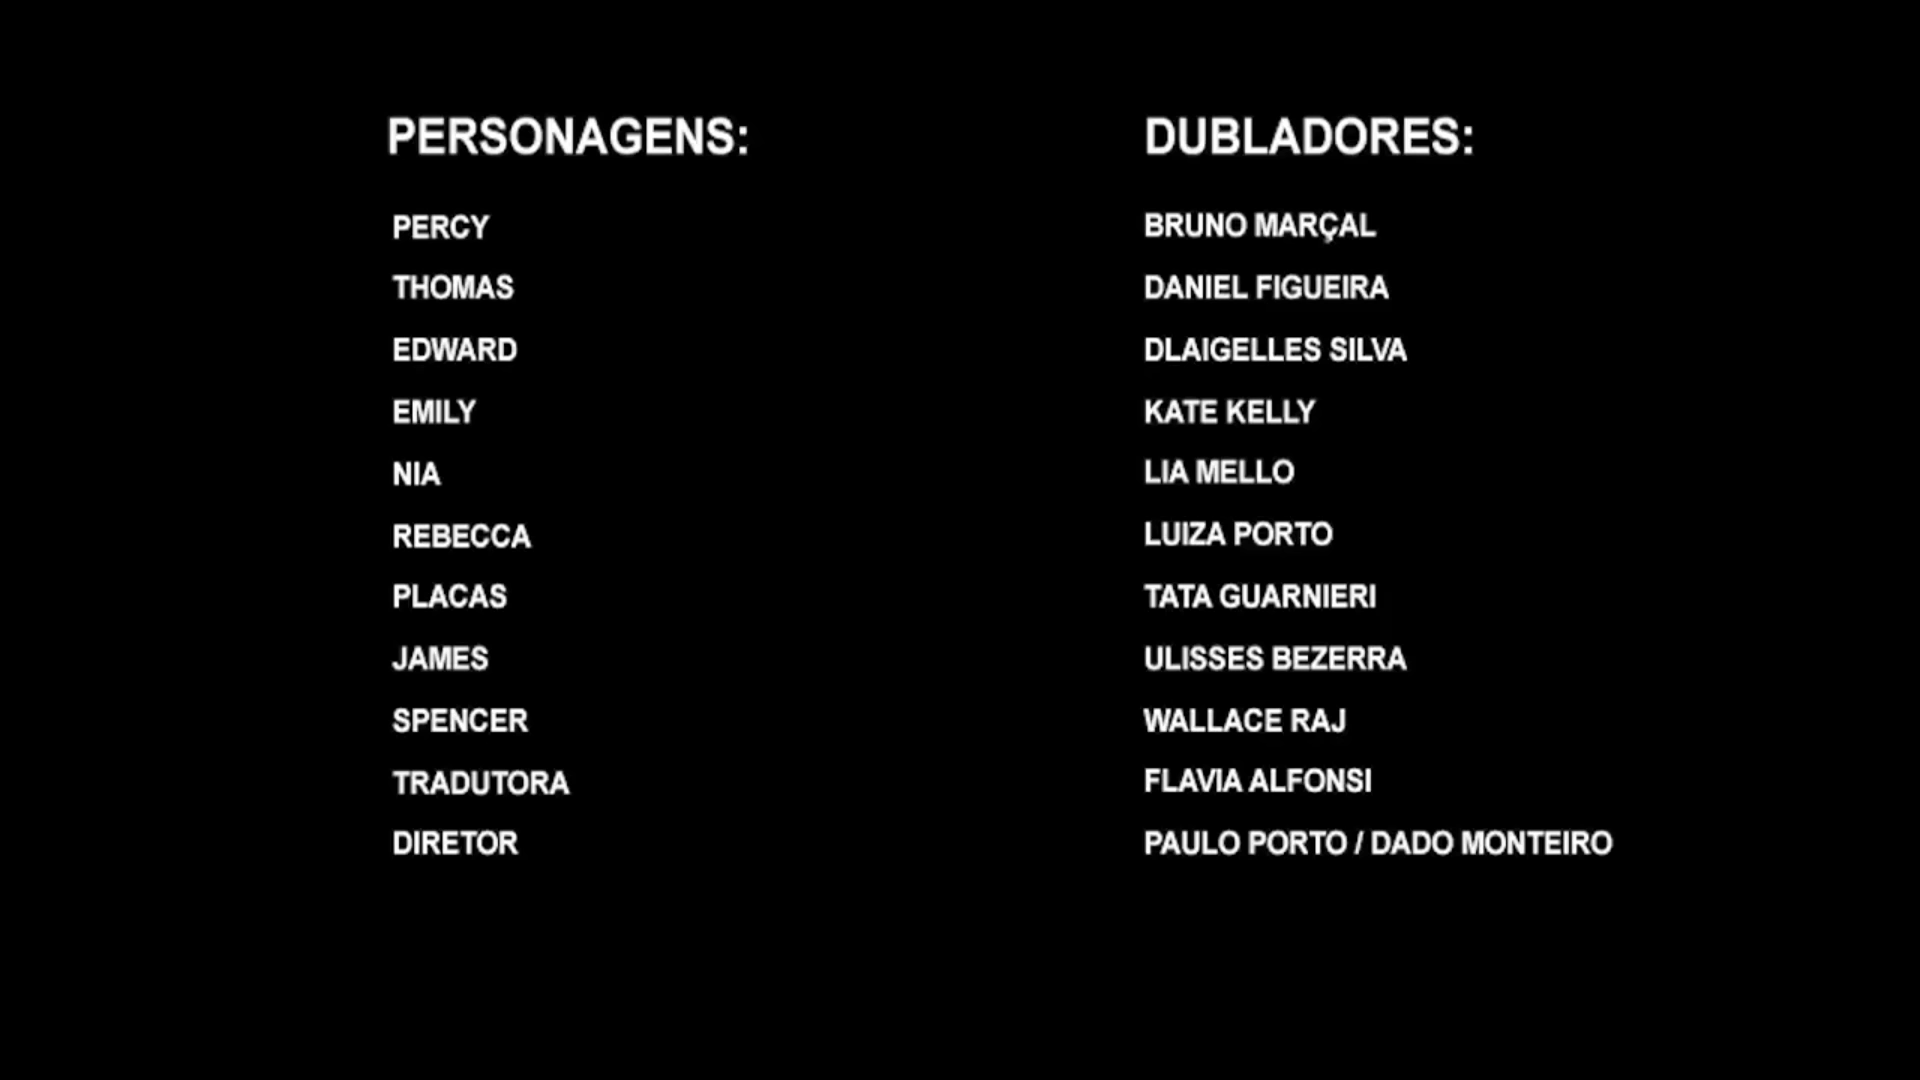 PERSONAGENS: DUBLADORES:
PERCY BRUNO MARÇAL
THOMAS DANIEL FIGUEIRA
EDWARD DLAIGELLES SILVA
EMILY KATE KELLY
NIA LIA MELLO
REBECCA LUIZA PORTO
PLACAS TATA GUARNIERI
JAMES ULISSES BEZERRA
SPENCER WALLACE RAJ
TRADUTORA FLAVIA ALFONSI
DIRETOR PAULO PORTO / DADO MONTEIRO